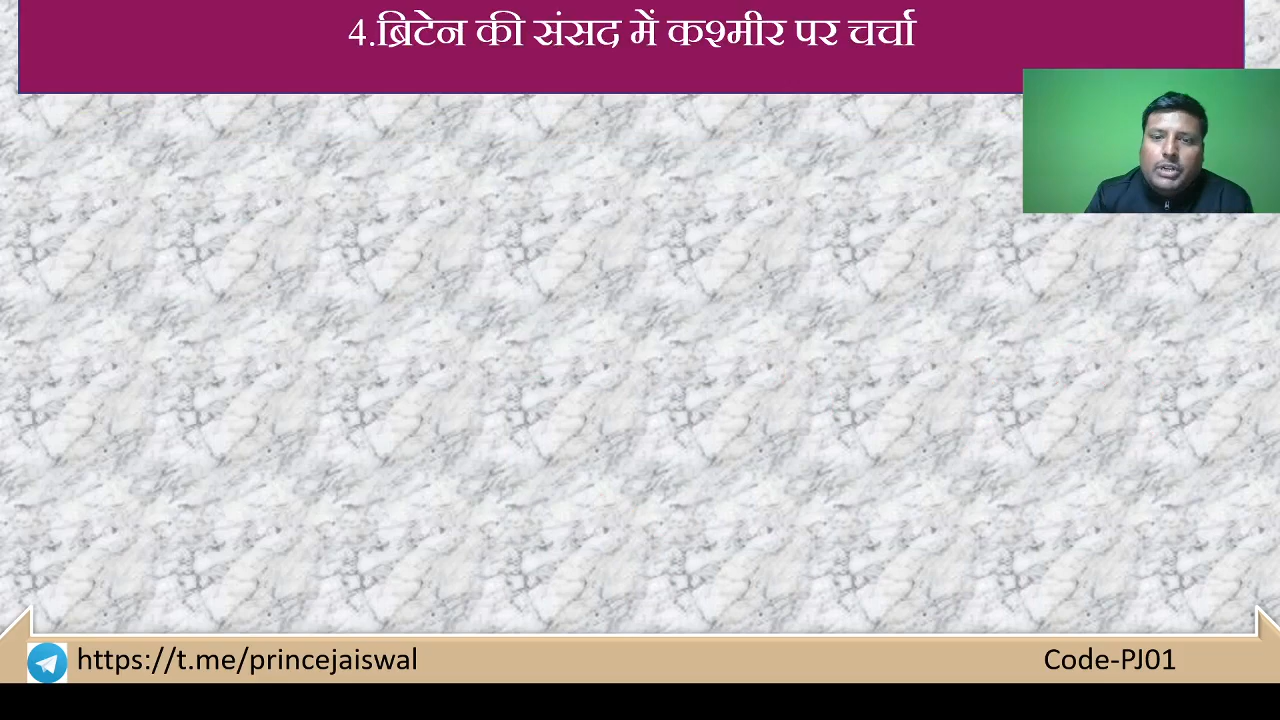 4.ब्रिटेन की संसद में कश्मीर पर चर्चा
https://t.me/princejaiswal
Code-PJ01